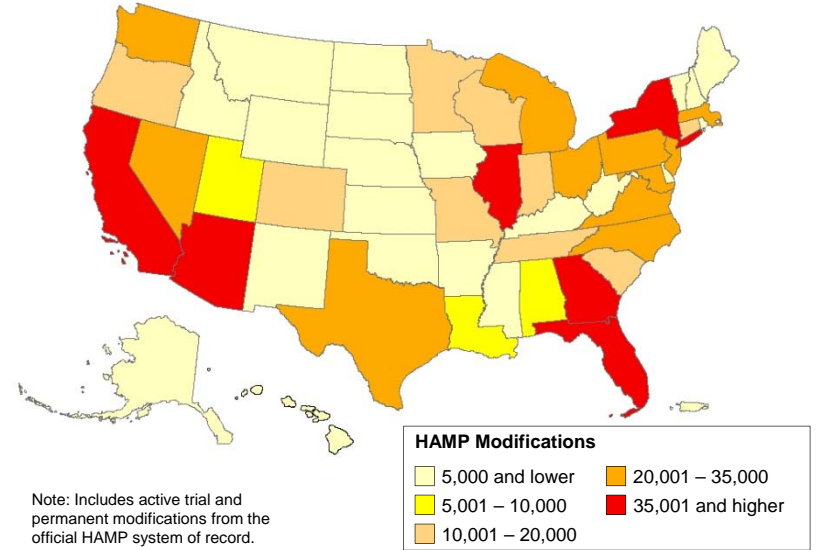 HAMP Modifications
5,000 and lower
20,001 – 35,000
5,001 – 10,000
35,001 and higher
10,001 – 20,000
Note: Includes active trial and
permanent modifications from the
official HAMP system of record.